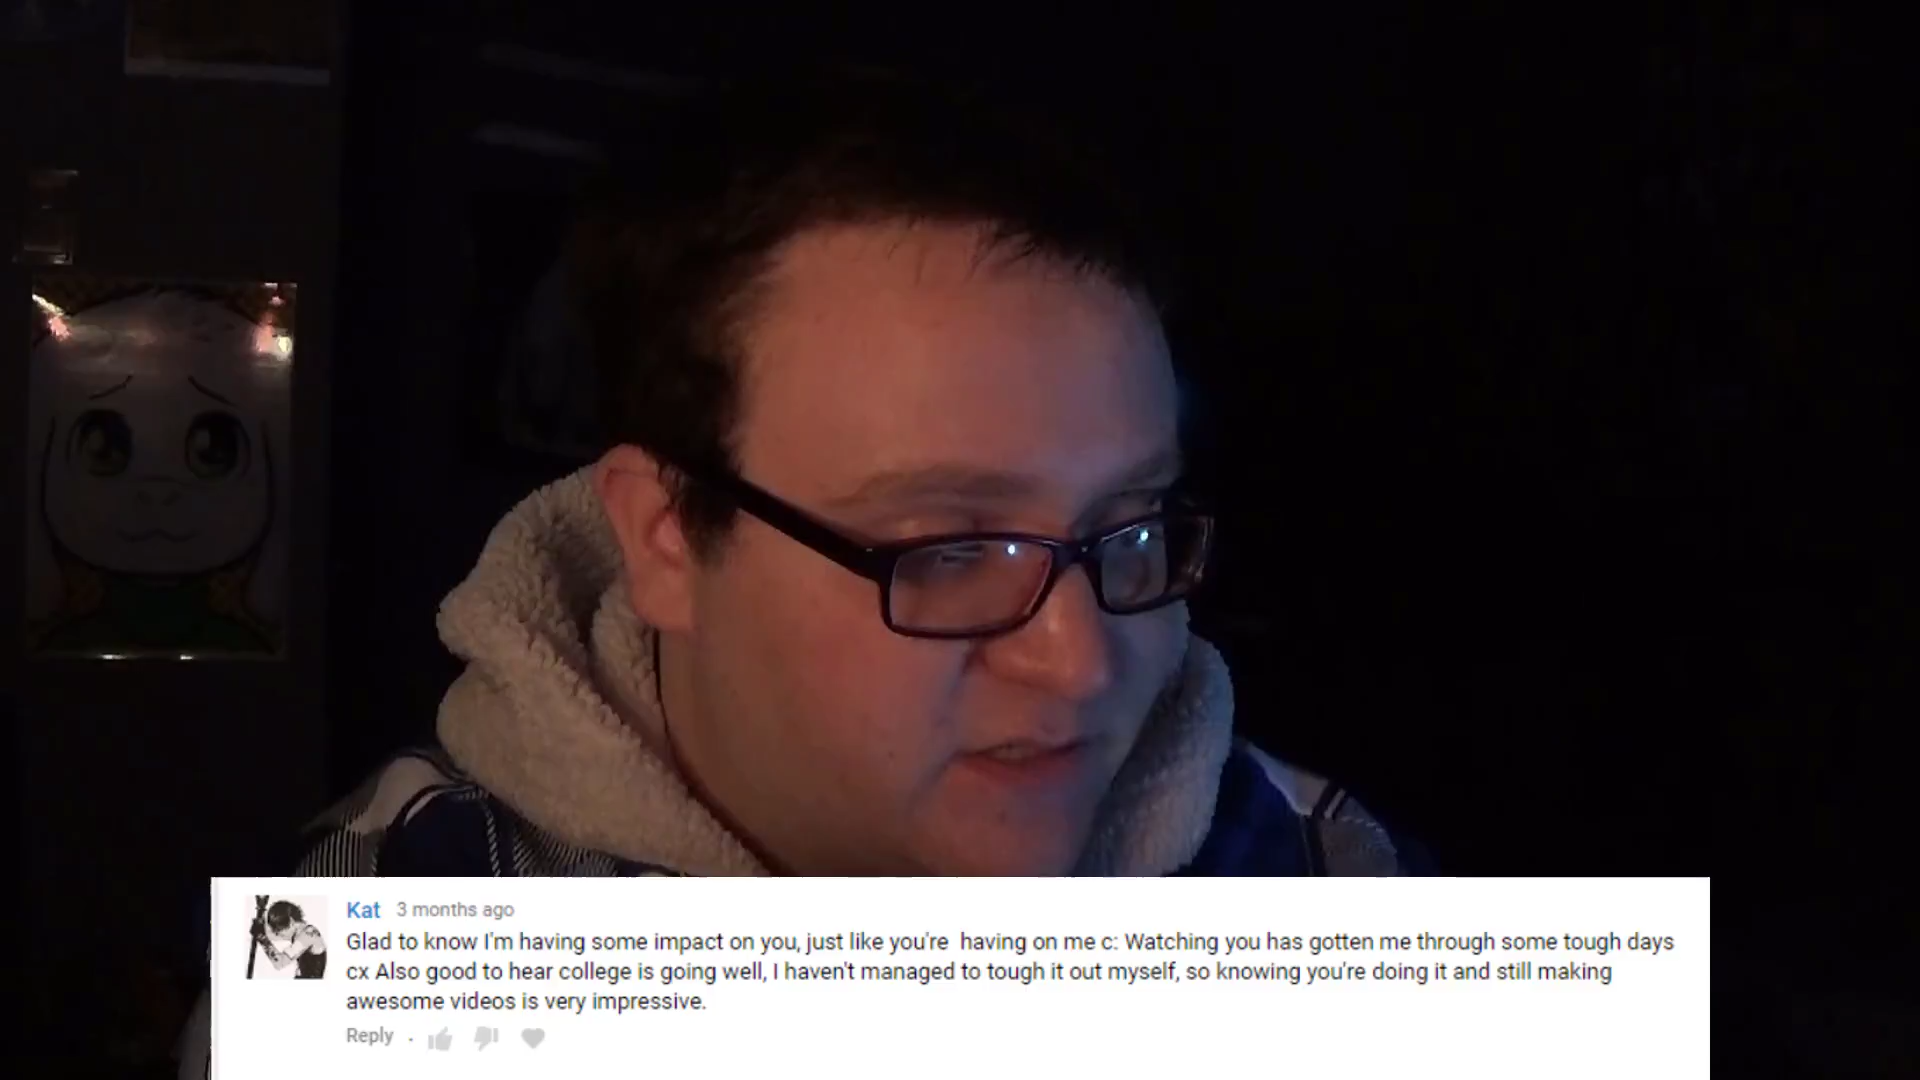 Kat 3 months ago
Glad to know I'm having some impact on you, just like you're  having on me c: Watching you has gotten me through some tough days
cx Also good to hear college is going well, I haven't managed to tough it out myself, so knowing you're doing it and still making
awesome videos is very impressive.
Reply .